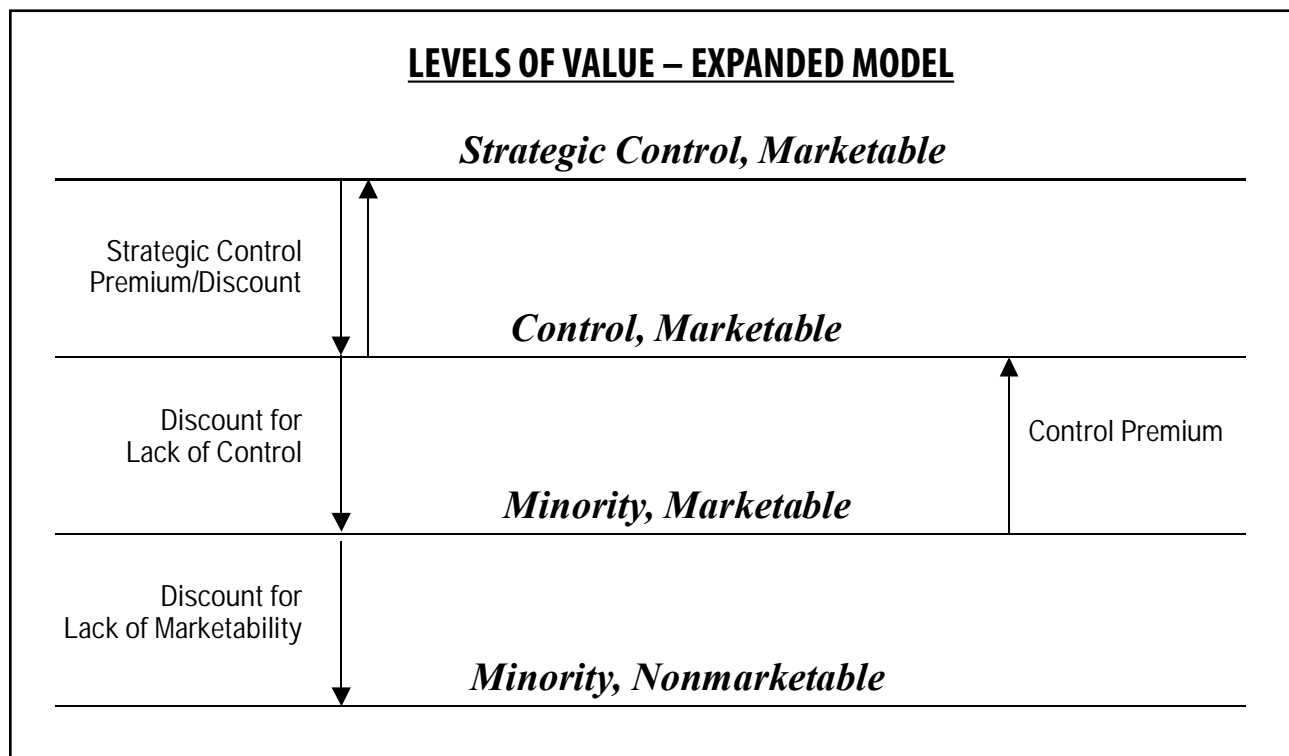 LEVELS OF VALUE – EXPANDED MODEL
Strategic Control, Marketable
Strategic Control
Premium/Discount
Control, Marketable
Discount for
Lack of Control
Control Premium
Minority, Marketable
Discount for
Lack of Marketability
Minority, Nonmarketable